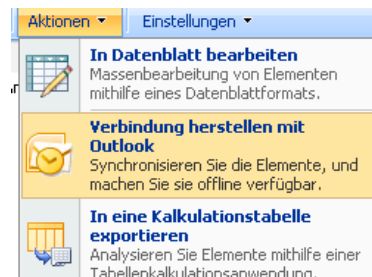 Aktionen Einstellungen
In Datenblatt bearbeiten
Massenbearbeitung von Elementen
mithilfe eines Datenblattformats.
Verbindung herstellen mit
Outlook
Synchronisieren Sie die Elemente, und
machen Sie sie offline verfügbar.
In eine Kalkulationstabelle
exportieren
Analysieren Sie Elemente mithilfe einer
Tabellenkalkulationsanwendung.